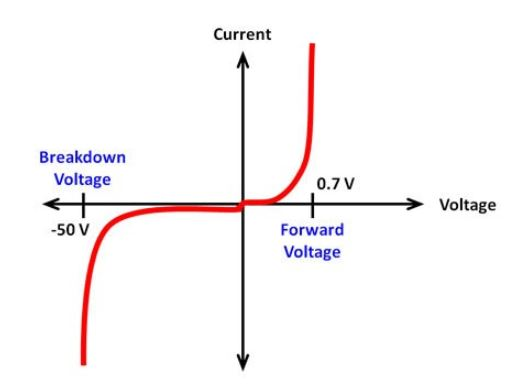 Current
Breakdown
Voltage
0.7 V
Voltage
-50 V
Forward
Voltage